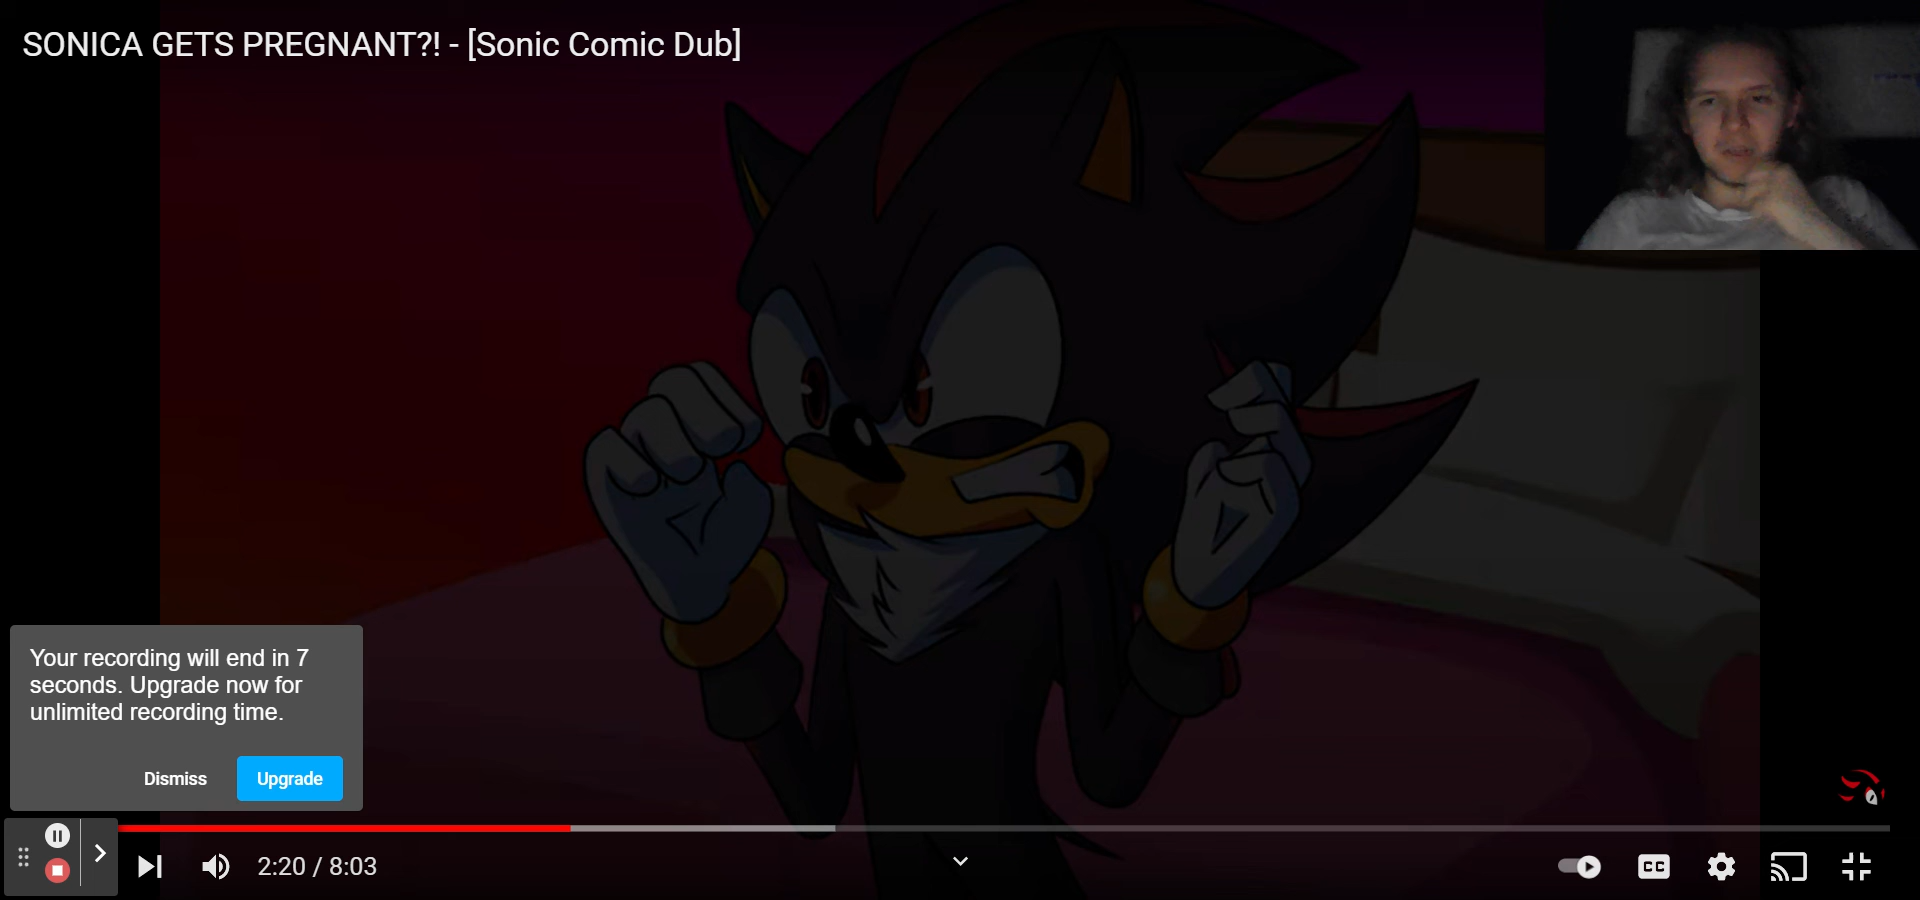 SONICA GETS PREGNANT?! - [Sonic Comic Dub]
Your recording will end in 7
seconds. Upgrade now for
unlimited recording time.
Dismiss
Upgrade
2:20 / 8:03
CC